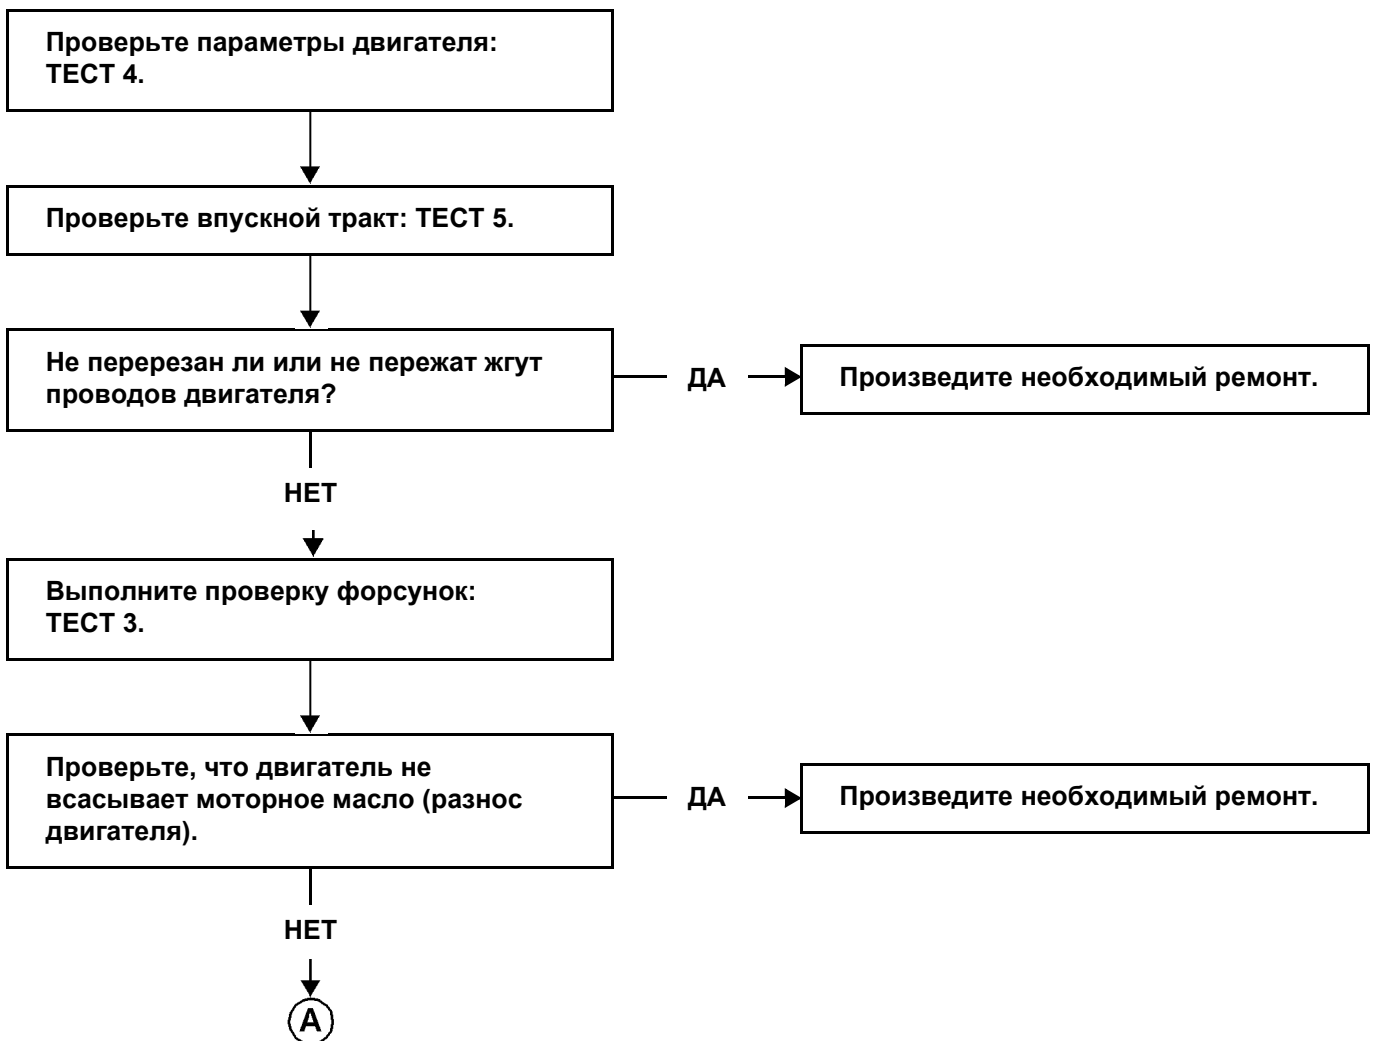 Проверьте параметры двигателя:
ТЕСТ 4.
Проверьте впускной тракт: ТЕСТ 5.
Не перерезан ли или не пережат жгут
проводов двигателя?
ДА
Произведите необходимый ремонт.
НЕТ
Выполните проверку форсунок:
ТЕСТ 3.
Проверьте, что двигатель не
всасывает моторное масло (разнос
двигателя).
ДА
Произведите необходимый ремонт.
НЕТ
А